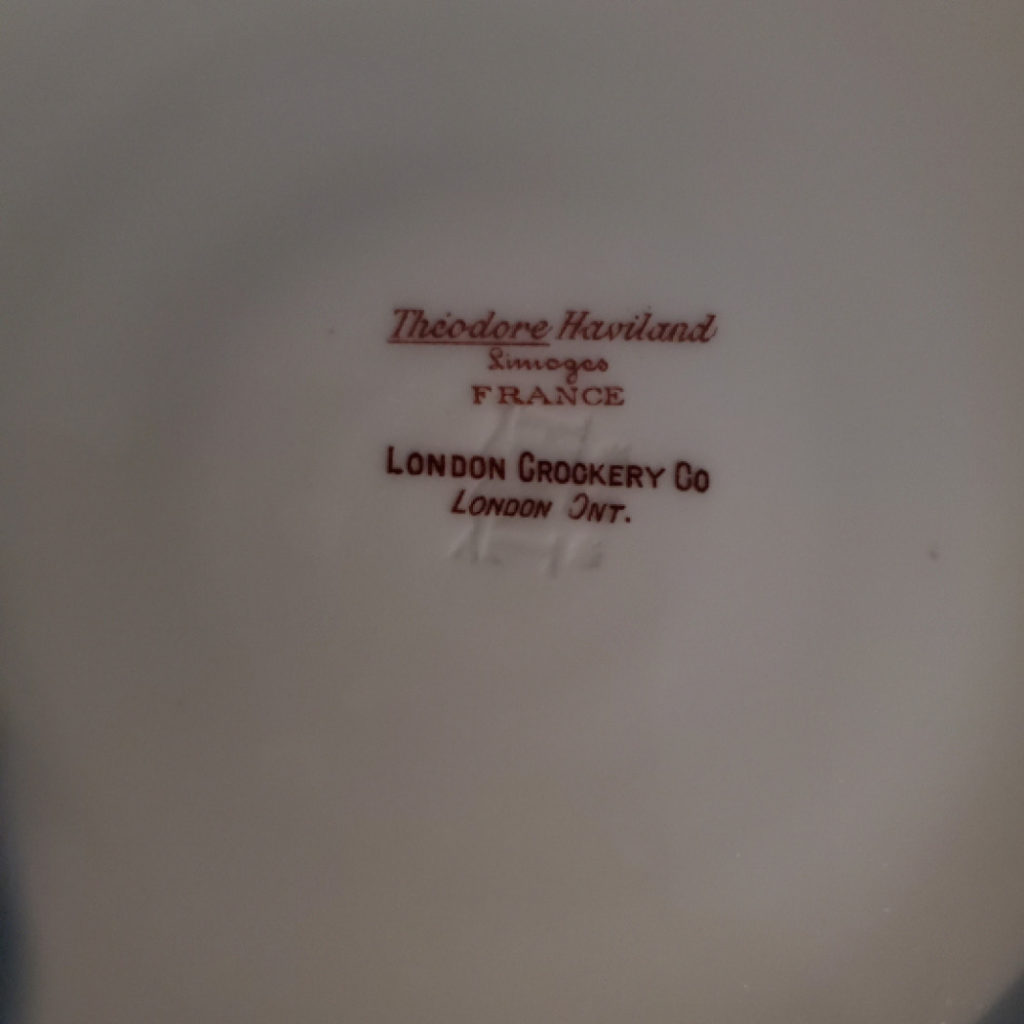 Théodore Haviland
Limoges
FRANCE
LONDON CROCKERY CO
LONDON ONT.